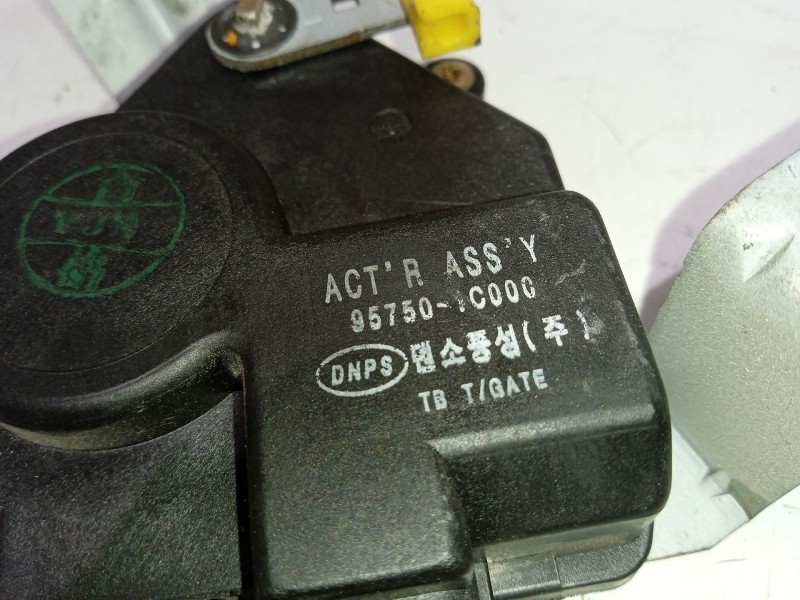 ACT'R ASS'Y
95750-1C000
DNPS 덴소풍성(주)
TB T/GATE